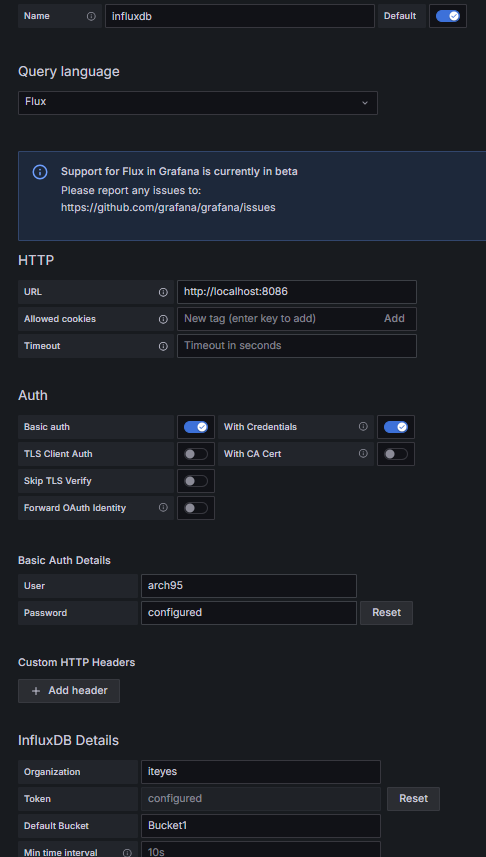 Name influxdb Default
Query language
Flux
Support for Flux in Grafana is currently in beta
Please report any issues to:
https://github.com/grafana/grafana/issues
HTTP
URL http://localhost:8086
Allowed cookies New tag (enter key to add) Add
Timeout Timeout in seconds
Auth
Basic auth With Credentials
TLS Client Auth With CA Cert
Skip TLS Verify
Forward OAuth Identity
Basic Auth Details
User arch95
Password configured Reset
Custom HTTP Headers
+ Add header
InfluxDB Details
Organization iteyes
Token configured Reset
Default Bucket Bucket1
Min time interval 10s